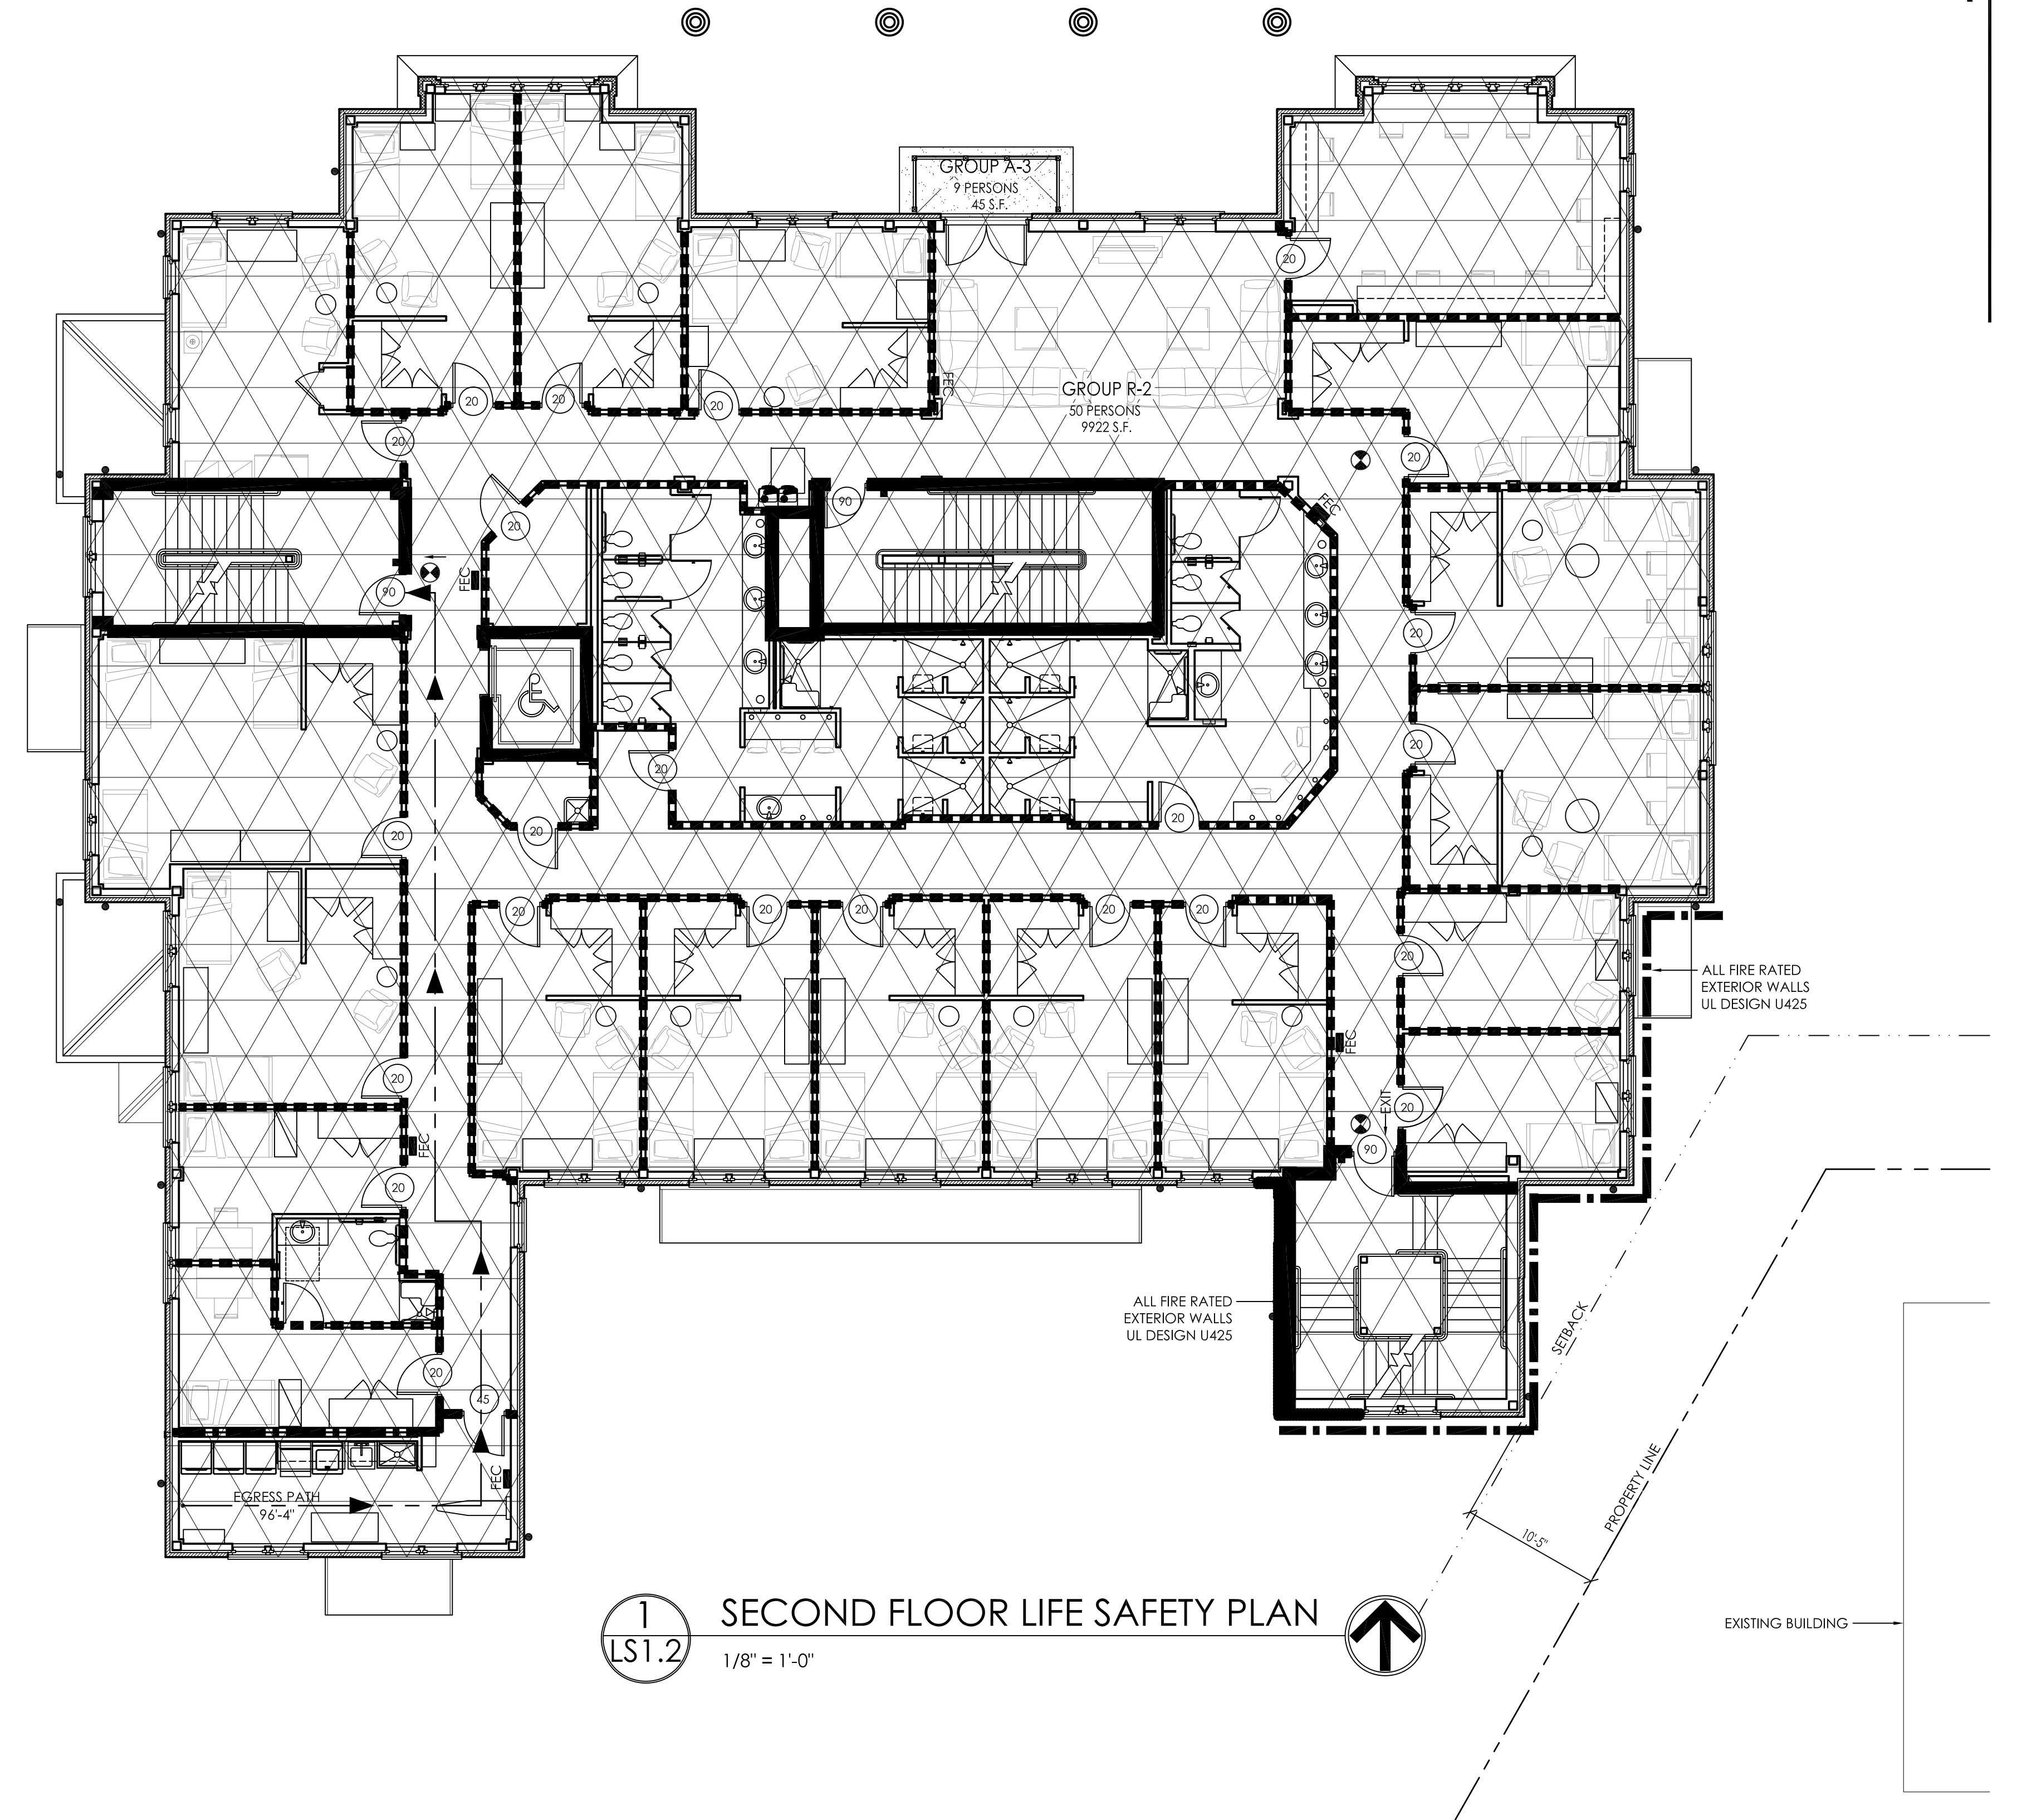 GROUP A-3
9 PERSONS
45 S.F.
20
FEC
GROUP R-2
50 PERSONS
9922 S.F.
20
20
20
20
20
90
FEC
20
FEC
90
20
20
20
20
20
20
20
20
20
20
20
20
20
20
ALL FIRE RATED
EXTERIOR WALLS
UL DESIGN U425
FEC
20
FEC
EXIT
20
90
20
ALL FIRE RATED
EXTERIOR WALLS
UL DESIGN U425
SETBACK
20
45
FEC
EGRESS PATH
96'-4"
PROPERTY LINE
10'-5"
1
LS1.2
SECOND FLOOR LIFE SAFETY PLAN
1/8" = 1'-0"
EXISTING BUILDING